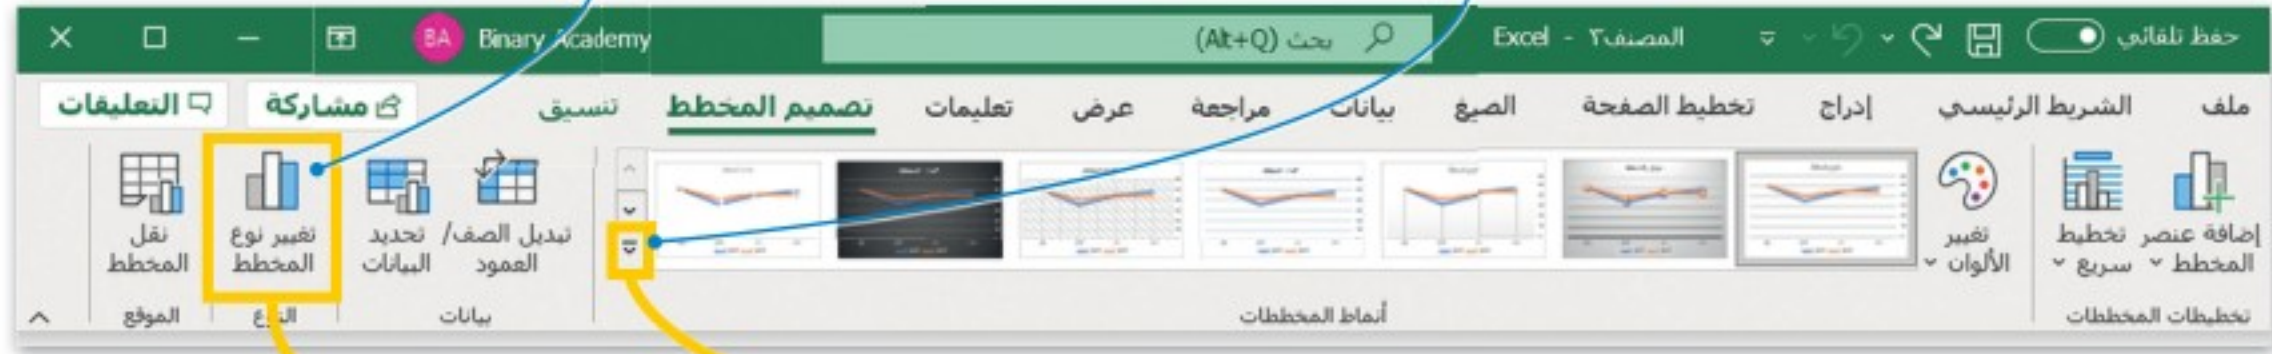 حفظ تلقائي
المصنف٢ - Excel
بحث (Alt+Q)
Binary Academy
BA
ملف
الشريط الرئيسي
إدراج
تخطيط الصفحة
الصيغ
بيانات
مراجعة
عرض
تعليمات
تصميم المخطط
تنسيق
مشاركة
التعليقات
إضافة عنصر المخطط
تخطيط سريع
تغيير الألوان
تبديل الصف/ العمود
تحديد البيانات
تغيير نوع المخطط
نقل المخطط
تخطيطات المخططات
أنماط المخططات
بيانات
النوع
الموقع